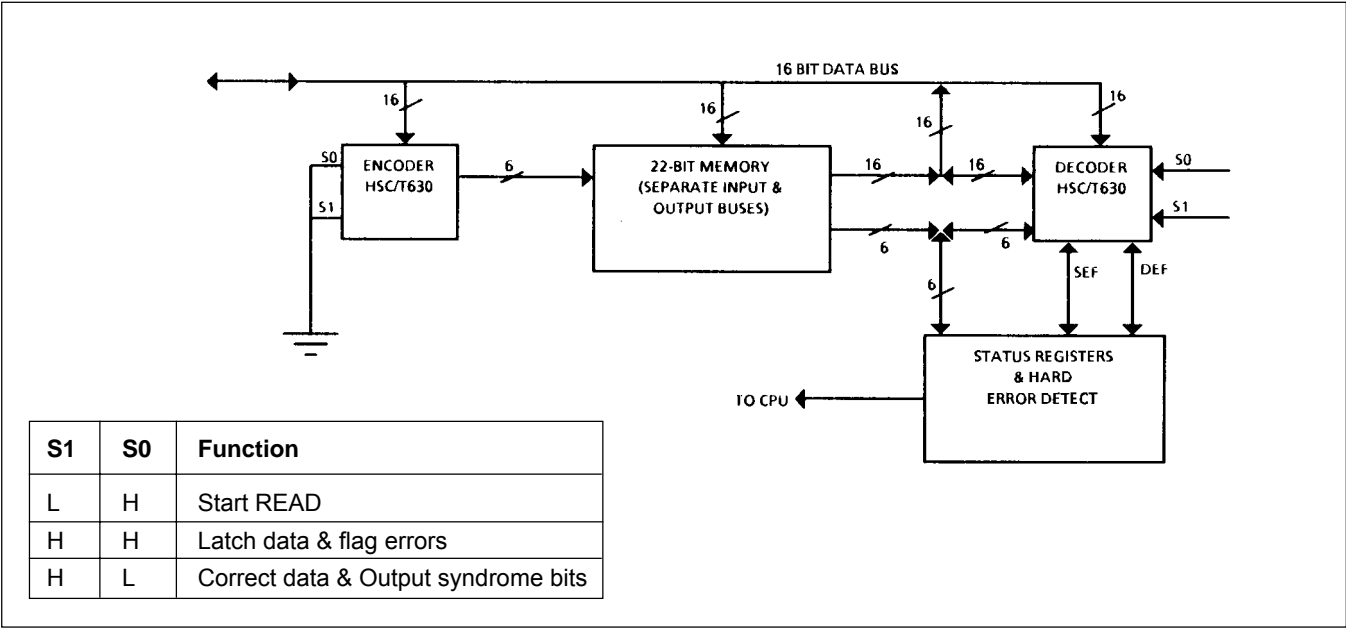 16 BIT DATA BUS
16
16
16
16
S0
ENCODER
HSC/T630
S1
6
22-BIT MEMORY
(SEPARATE INPUT &
OUTPUT BUSES)
16
16
6
6
DECODER
HSC/T630
S0
S1
6
SEF
DEF
STATUS REGISTERS
& HARD
ERROR DETECT
TO CPU
S1 S0 Function
L H Start READ
H H Latch data & flag errors
H L Correct data & Output syndrome bits